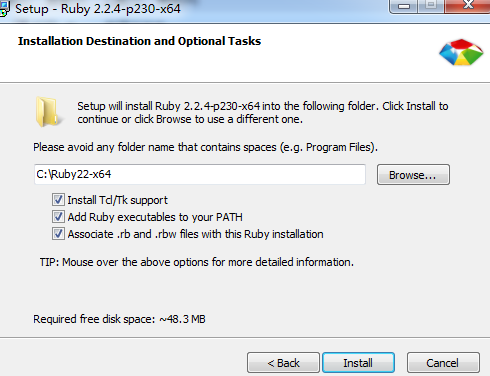 Setup - Ruby 2.2.4-p230-x64
Installation Destination and Optional Tasks
Setup will install Ruby 2.2.4-p230-x64 into the following folder. Click Install to
continue or click Browse to use a different one.
Please avoid any folder name that contains spaces (e.g. Program Files).
C:\Ruby22-x64
Browse...
Install Tcl/Tk support
Add Ruby executables to your PATH
Associate .rb and .rbw files with this Ruby installation
TIP: Mouse over the above options for more detailed information.
Required free disk space: ~48.3 MB
< Back
Install
Cancel